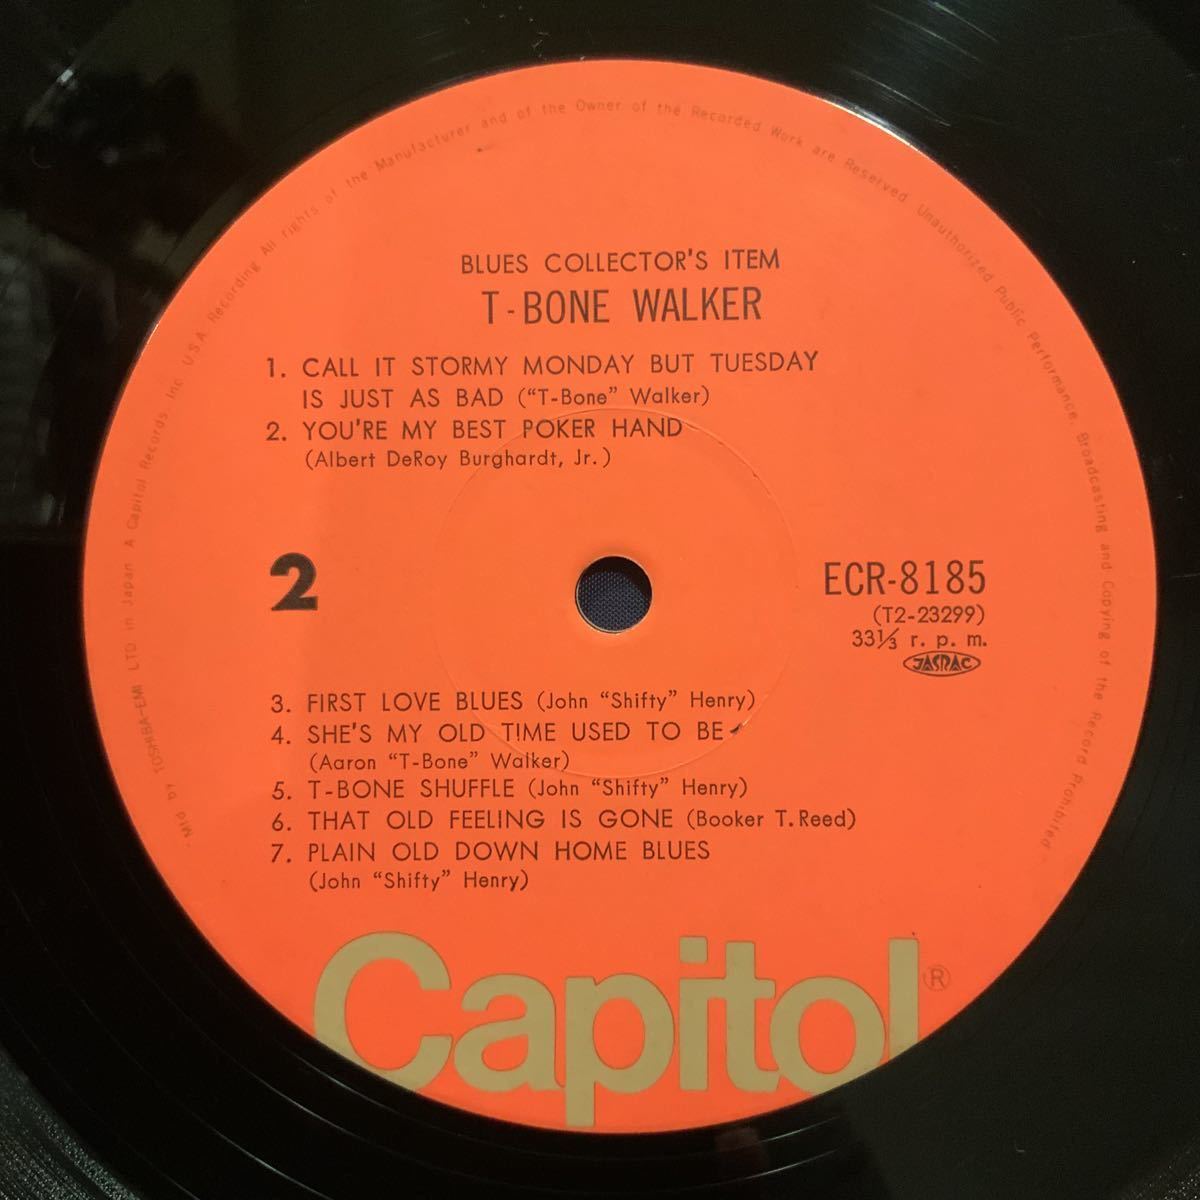 ·Mfd by TOSHIBA-EMI LTD in Japan A Capitol Records. Inc U.S.A. Recording All rights of the Manufacturer and of the Owner of the Recorded Work are Reserved Unauthorized Public Performance. Broadcasting and Copying of the Record Prohibited·
BLUES COLLECTOR'S ITEM
T-BONE WALKER
1. CALL IT STORMY MONDAY BUT TUESDAY
IS JUST AS BAD ("T-Bone" Walker)
2. YOU'RE MY BEST POKER HAND
(Albert DeRoy Burghardt, Jr.)
2
ECR-8185
(T2-23299)
33⅓ r. p. m.
JASRAC
3. FIRST LOVE BLUES (John "Shifty" Henry)
4. SHE'S MY OLD TIME USED TO BE
(Aaron "T-Bone" Walker)
5. T-BONE SHUFFLE (John "Shifty" Henry)
6. THAT OLD FEELING IS GONE (Booker T. Reed)
7. PLAIN OLD DOWN HOME BLUES
(John "Shifty" Henry)
Capitol®